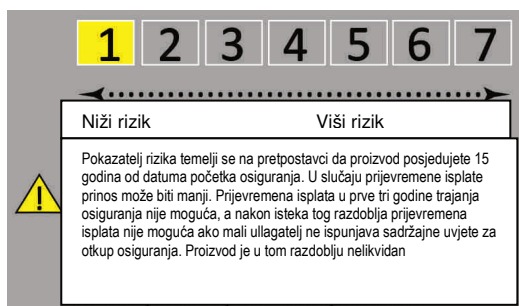 1 2 3 4 5 6 7
Niži rizik Viši rizik
Pokazatelj rizika temelji se na pretpostavci da proizvod posjedujete 15
godina od datuma početka osiguranja. U slučaju prijevremene isplate
prinos može biti manji. Prijevremena isplata u prve tri godine trajanja
osiguranja nije moguća, a nakon isteka tog razdoblja prijevremena
isplata nije moguća ako mali ullagatelj ne ispunjava sadržajne uvjete za
otkup osiguranja. Proizvod je u tom razdoblju nelikvidan